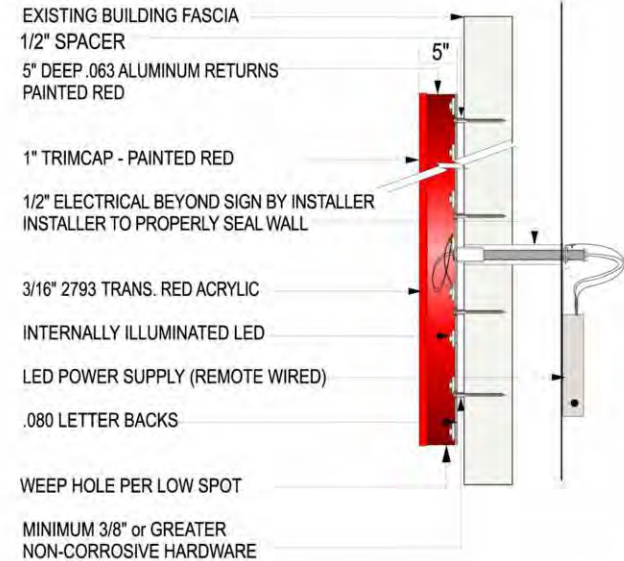 EXISTING BUILDING FASCIA
1/2" SPACER
5"
5" DEEP .063 ALUMINUM RETURNS
PAINTED RED
1" TRIMCAP - PAINTED RED
1/2" ELECTRICAL BEYOND SIGN BY INSTALLER
INSTALLER TO PROPERLY SEAL WALL
3/16" 2793 TRANS. RED ACRYLIC
INTERNALLY ILLUMINATED LED
LED POWER SUPPLY (REMOTE WIRED)
.080 LETTER BACKS
WEEP HOLE PER LOW SPOT
MINIMUM 3/8" or GREATER
NON-CORROSIVE HARDWARE